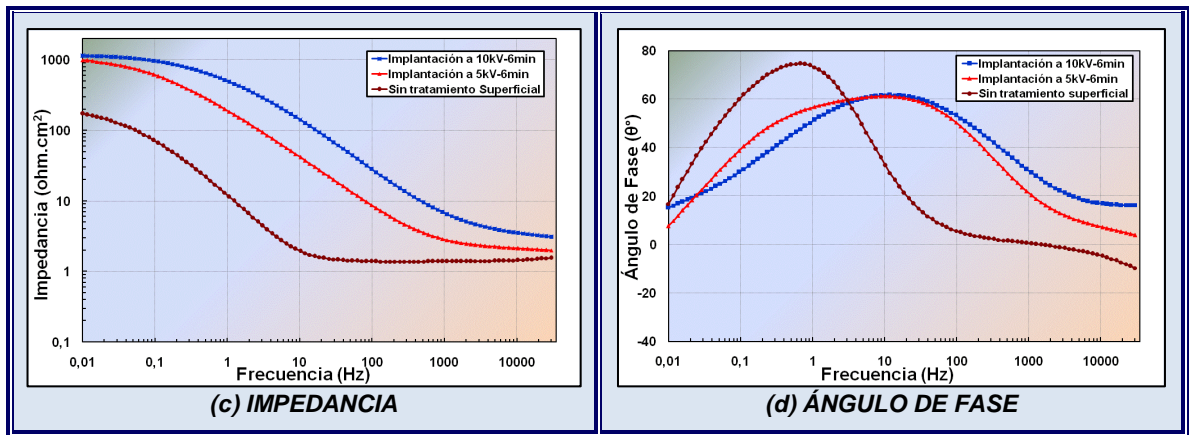 Impedancia (ohm.cm²)
1000
100
10
1
0,1
Implantación a 10kV-6min
Implantación a 5kV-6min
Sin tratamiento Superficial
0,01 0,1 1 10 100 1000 10000
Frecuencia (Hz)
(c) IMPEDANCIA
Ángulo de Fase (θ°)
80
60
40
20
0
-20
-40
Implantación a 10kV-6min
Implantación a 5kV-6min
Sin tratamiento superficial
0,01 0,1 1 10 100 1000 10000
Frecuencia (Hz)
(d) ÁNGULO DE FASE